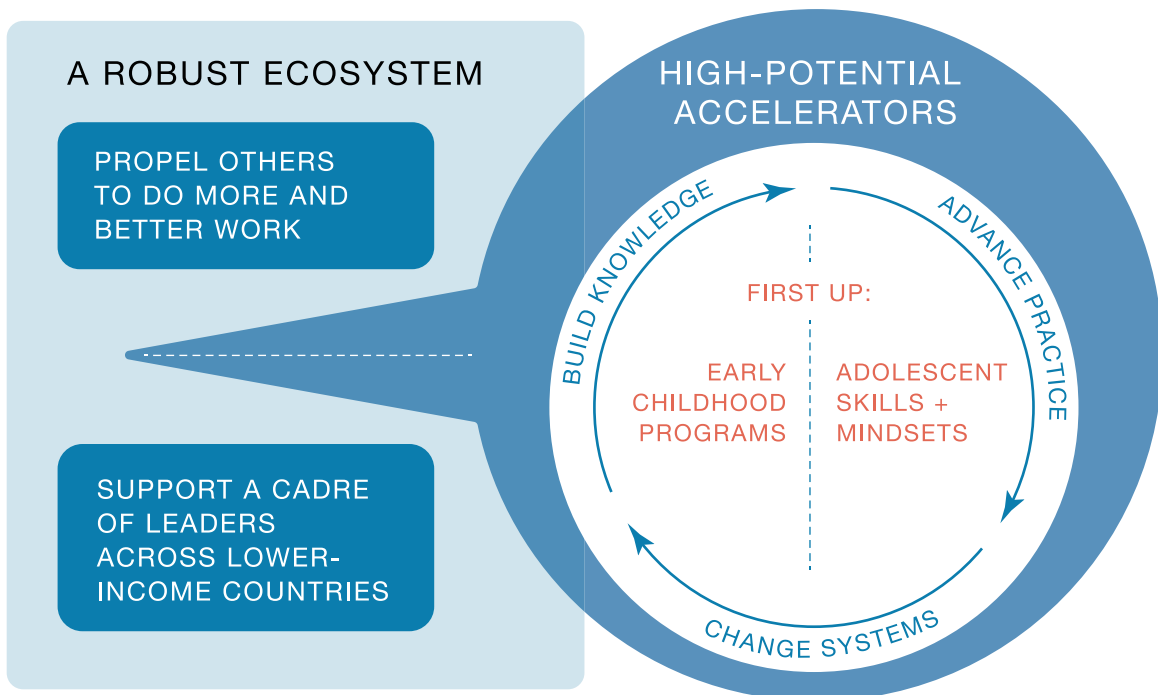 A ROBUST ECOSYSTEM
PROPEL OTHERS
TO DO MORE AND
BETTER WORK
SUPPORT A CADRE
OF LEADERS
ACROSS LOWER-
INCOME COUNTRIES
HIGH-POTENTIAL
ACCELERATORS
BUILD KNOWLEDGE
ADVANCE PRACTICE
CHANGE SYSTEMS
FIRST UP:
EARLY
CHILDHOOD
PROGRAMS
ADOLESCENT
SKILLS +
MINDSETS